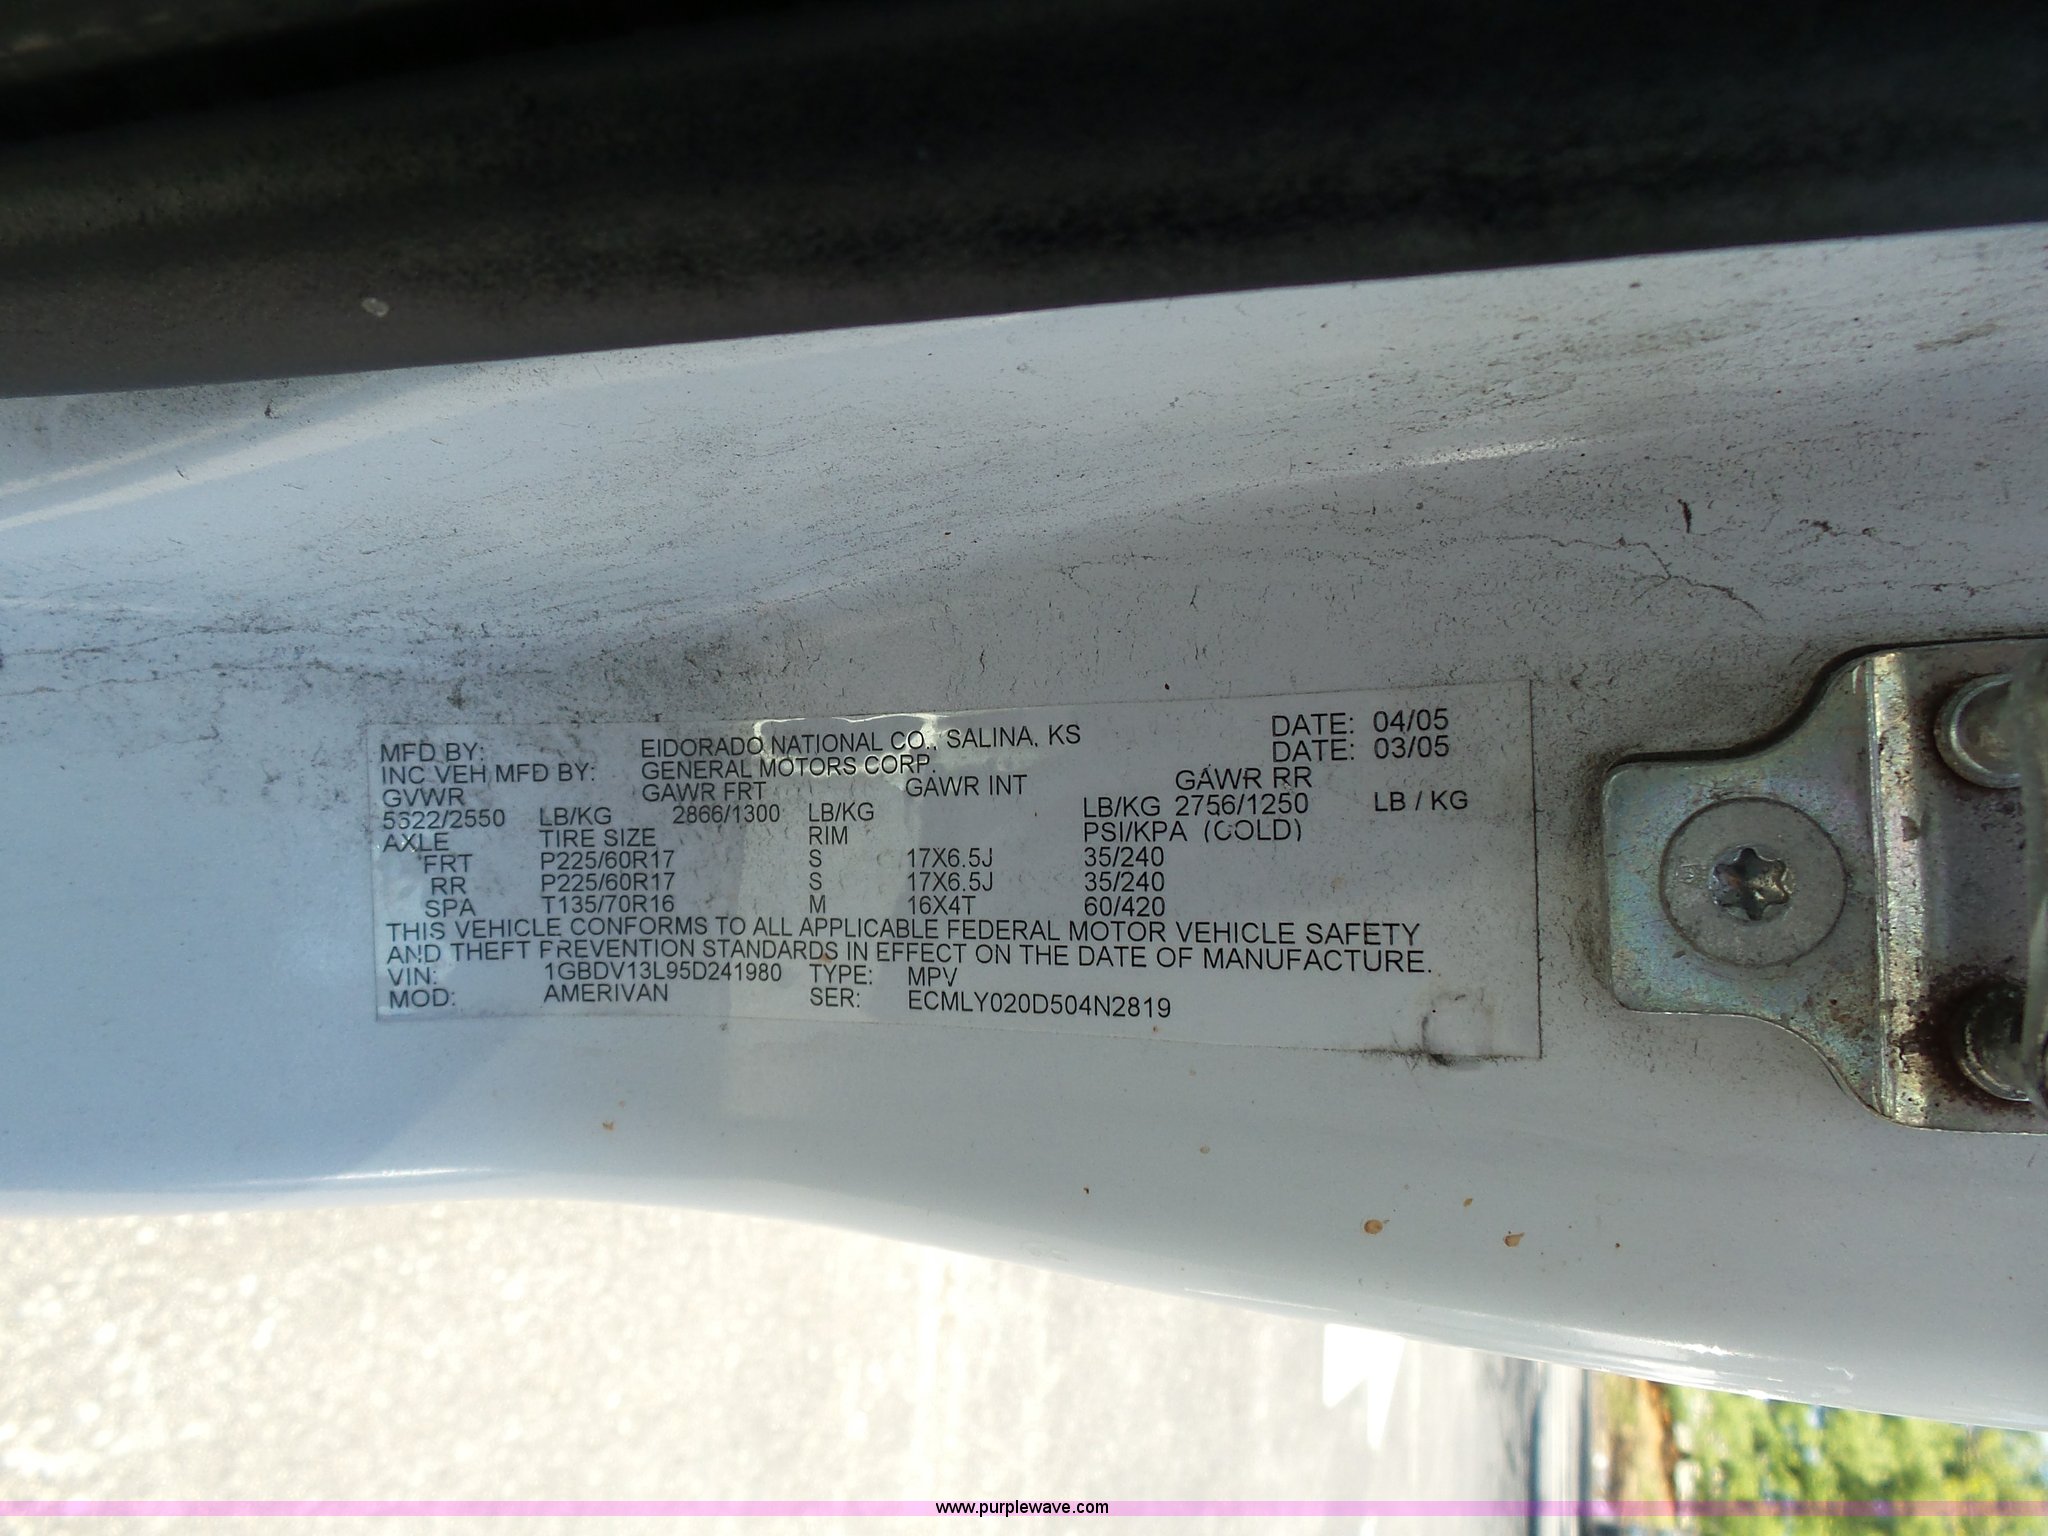 MFD BY: EIDORADO NATIONAL CO., SALINA, KS DATE: 04/05
INC VEH MFD BY: GENERAL MOTORS CORP. DATE: 03/05
GVWR GAWR FRT GAWR INT GAWR RR
5622/2550 LB/KG 2866/1300 LB/KG LB/KG 2756/1250 LB / KG
AXLE TIRE SIZE RIM PSI/KPA (COLD)
FRT P225/60R17 S 17X6.5J 35/240
RR P225/60R17 S 17X6.5J 35/240
SPA T135/70R16 M 16X4T 60/420
THIS VEHICLE CONFORMS TO ALL APPLICABLE FEDERAL MOTOR VEHICLE SAFETY
AND THEFT PREVENTION STANDARDS IN EFFECT ON THE DATE OF MANUFACTURE.
VIN: 1GBDV13L95D241980 TYPE: MPV
MOD: AMERIVAN SER: ECMLY020D504N2819
www.purplewave.com